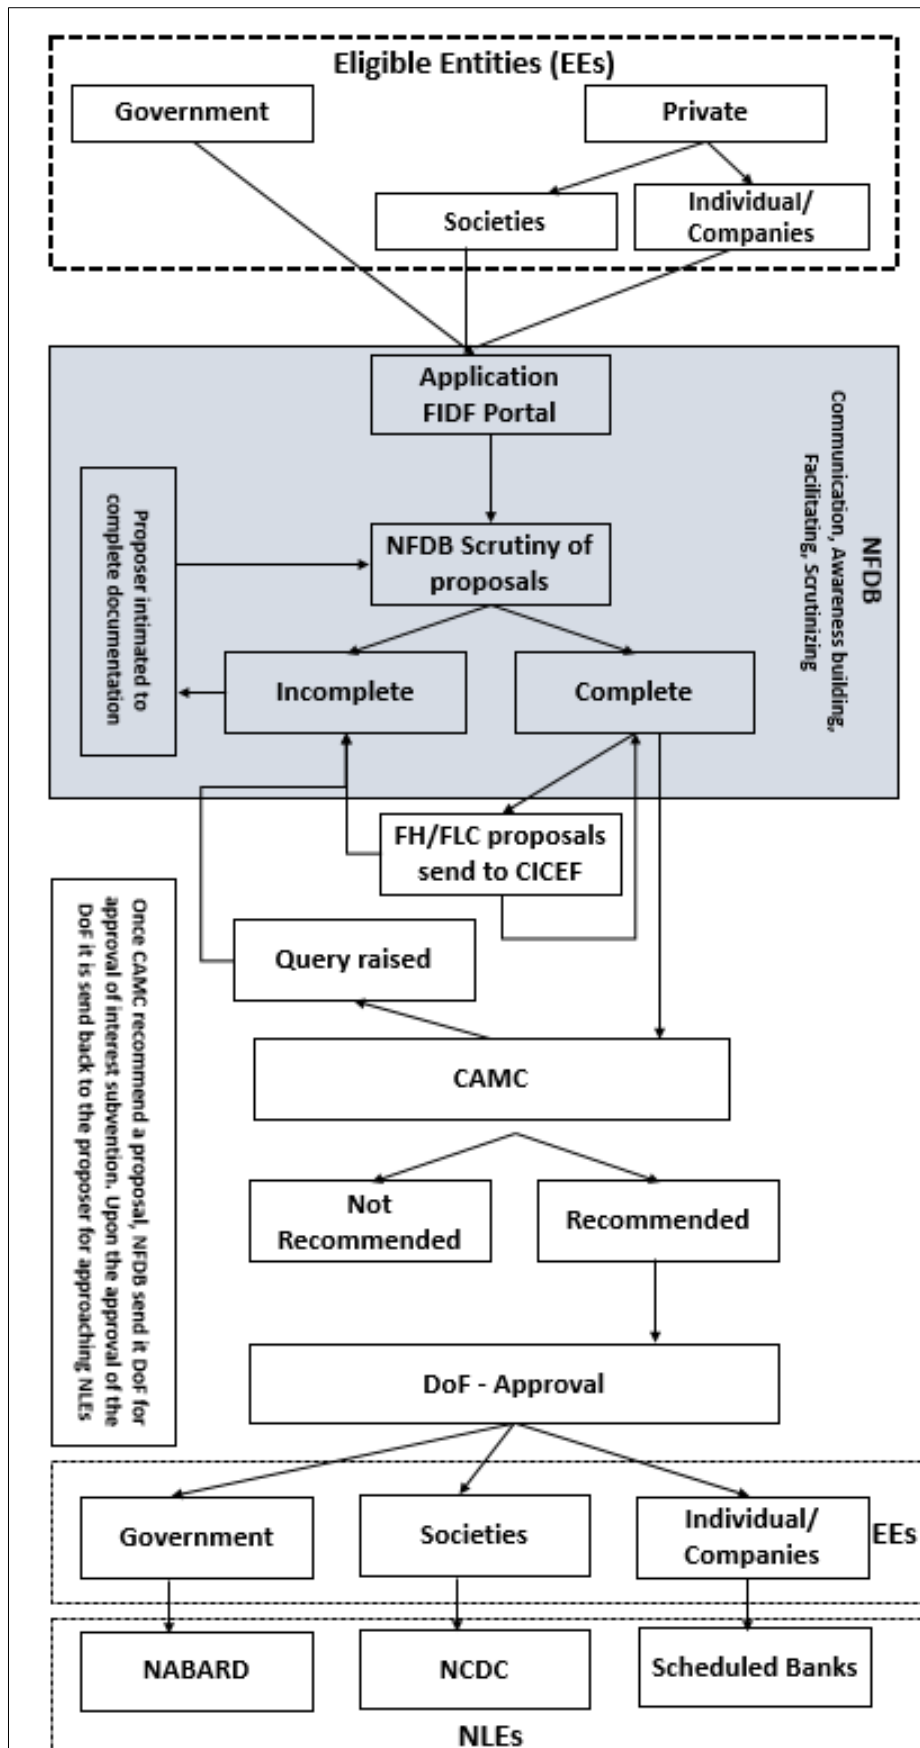 Eligible Entities (EEs)
Government
Private
Societies
Individual/
Companies
Application
FIDF Portal
NFDB
Communication, Awareness building,
Facilitating, Scrutinizing
Proposer intimated to
complete documentation
NFDB Scrutiny of
proposals
Incomplete
Complete
FH/FLC proposals
send to CICEF
Query raised
Once CAMC recommend a proposal, NFDB send it DoF for
approval of interest subvention. Upon the approval of the
DoF it is send back to the proposer for approaching NLEs
CAMC
Not
Recommended
Recommended
DoF - Approval
Government
Societies
Individual/
Companies
EEs
NABARD
NCDC
Scheduled Banks
NLEs